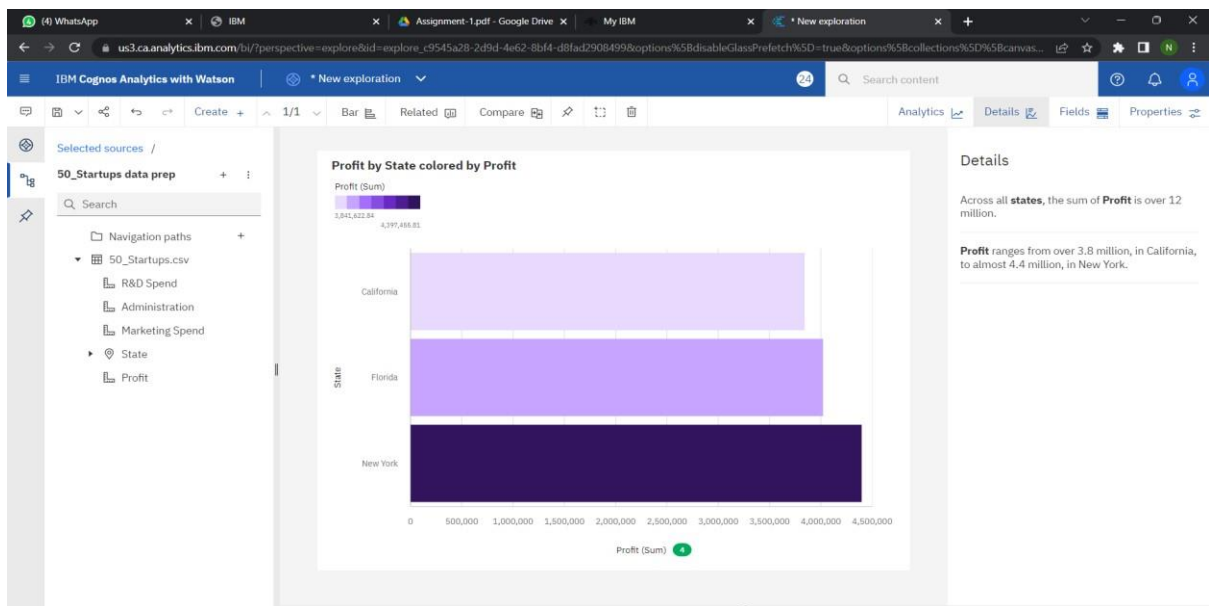 (4) WhatsApp
IBM
Assignment-1.pdf - Google Drive
My IBM
* New exploration
us3.ca.analytics.ibm.com/bi/?perspective=explore&id=explore_c9545a28-2d9d-4e62-8bf4-d8fad2908499&options%5BdisableGlassPrefetch%5D=true&options%5Bcollections%5D%5Bcanvas...
N
IBM Cognos Analytics with Watson
* New exploration
24
Search content
Create +
1/1
Bar
Related
Compare
Analytics
Details
Fields
Properties
Selected sources /
50_Startups data prep
Search
Navigation paths
50_Startups.csv
R&D Spend
Administration
Marketing Spend
State
Profit
Profit by State colored by Profit
Profit (Sum)
3,841,622.84
California
Florida
New York
State
0 500,000 1,000,000 1,500,000 2,000,000 2,500,000 3,000,000 3,500,000 4,000,000 4,500,000
Profit (Sum) 4
Details
Across all states, the sum of Profit is over 12
million.
Profit ranges from over 3.8 million, in California,
to almost 4.4 million, in New York.